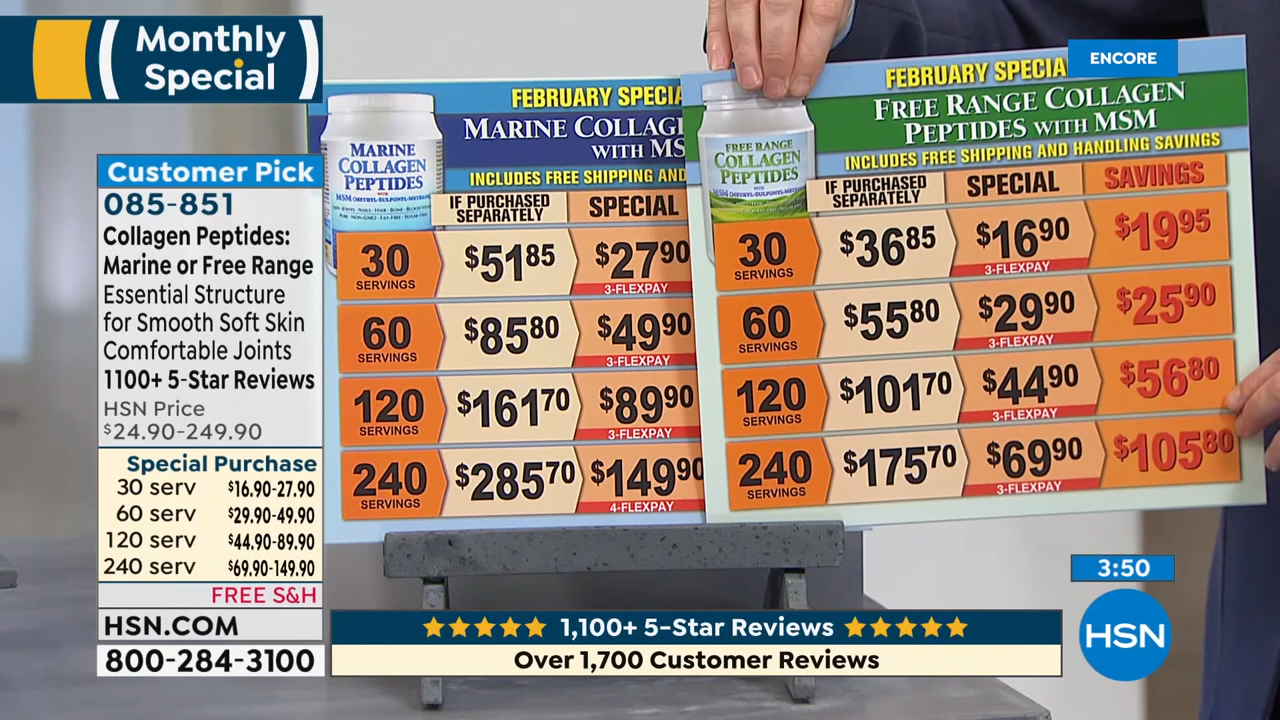 Monthly
Special
ENCORE
Customer Pick
085-851
Collagen Peptides:
Marine or Free Range
Essential Structure
for Smooth Soft Skin
Comfortable Joints
1100+ 5-Star Reviews
HSN Price
$24.90-249.90
Special Purchase
30 serv $16.90-27.90
60 serv $29.90-49.90
120 serv $44.90-89.90
240 serv $69.90-149.90
FREE S&H
HSN.COM
800-284-3100
FEBRUARY SPECIA
MARINE COLLAG
WITH MS
INCLUDES FREE SHIPPING AND
MARINE
COLLAGEN
PEPTIDES
WITH
IF PURCHASED
SEPARATELY
SPECIAL
30
SERVINGS
$51.85
$27.90
3-FLEXPAY
60
SERVINGS
$85.80
$49.90
3-FLEXPAY
120
SERVINGS
$161.70
$89.90
3-FLEXPAY
240
SERVINGS
$285.70
$149.90
4-FLEXPAY
FEBRUARY SPECIA
FREE RANGE COLLAGEN
PEPTIDES WITH MSM
INCLUDES FREE SHIPPING AND HANDLING SAVINGS
FREE RANGE
COLLAGEN
PEPTIDES
IF PURCHASED
SEPARATELY
SPECIAL
SAVINGS
30
SERVINGS
$36.85
$16.90
3-FLEXPAY
$19.95
60
SERVINGS
$55.80
$29.90
3-FLEXPAY
$25.90
120
SERVINGS
$101.70
$44.90
3-FLEXPAY
$56.80
240
SERVINGS
$175.70
$69.90
3-FLEXPAY
$105.80
3:50
HSN
1,100+ 5-Star Reviews
Over 1,700 Customer Reviews